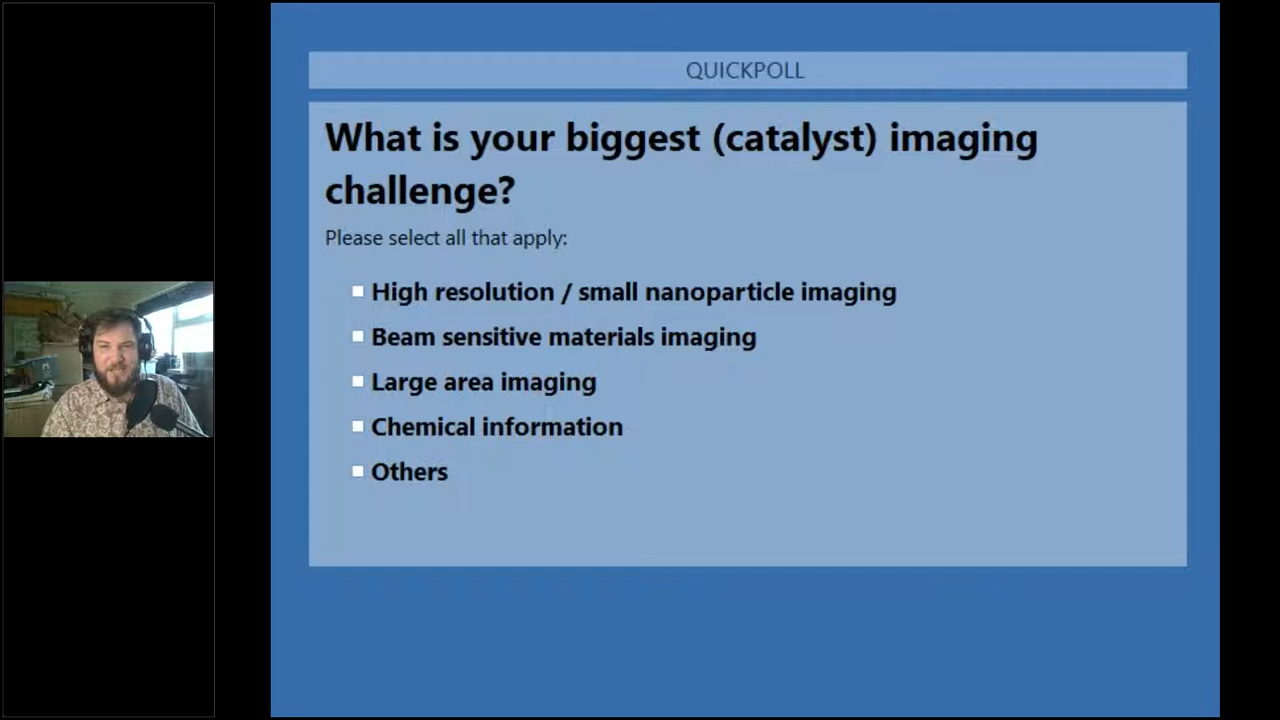 QUICKPOLL
What is your biggest (catalyst) imaging
challenge?
Please select all that apply:
High resolution / small nanoparticle imaging
Beam sensitive materials imaging
Large area imaging
Chemical information
Others